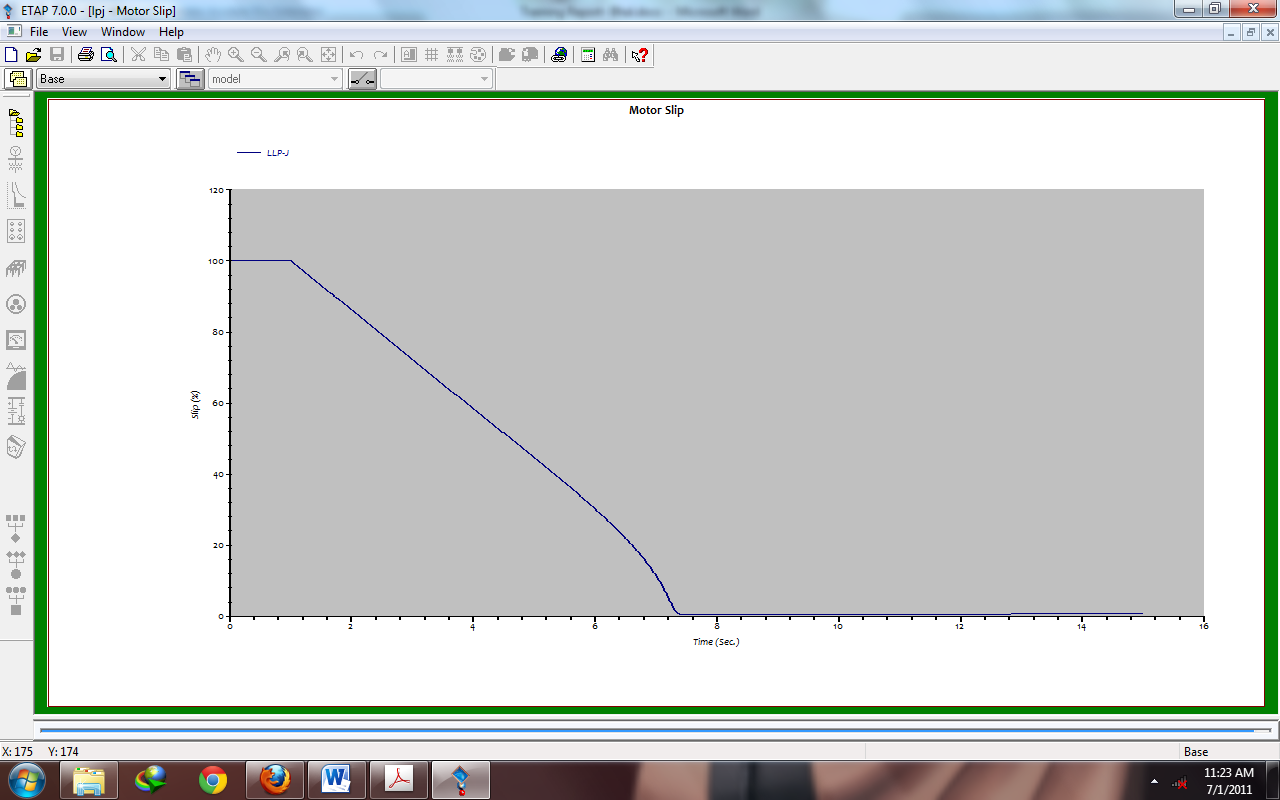 ETAP 7.0.0 - [lpj - Motor Slip]
File View Window Help
Base
model
Motor Slip
LLP-J
120
100
80
60
40
20
0
Slip (%)
0 2 4 6 8 10 12 14 16
Time (Sec.)
X: 175 Y: 174
Base
11:23 AM
7/1/2011